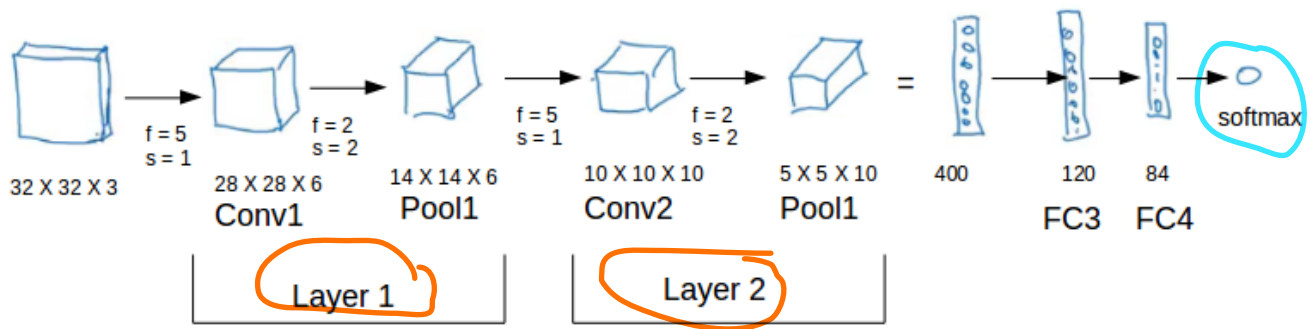 f = 5
s = 1
f = 2
s = 2
f = 5
s = 1
f = 2
s = 2
=
softmax
32 X 32 X 3
28 X 28 X 6
14 X 14 X 6
10 X 10 X 10
5 X 5 X 10
400
120
84
Conv1
Pool1
Conv2
Pool1
FC3
FC4
Layer 1
Layer 2